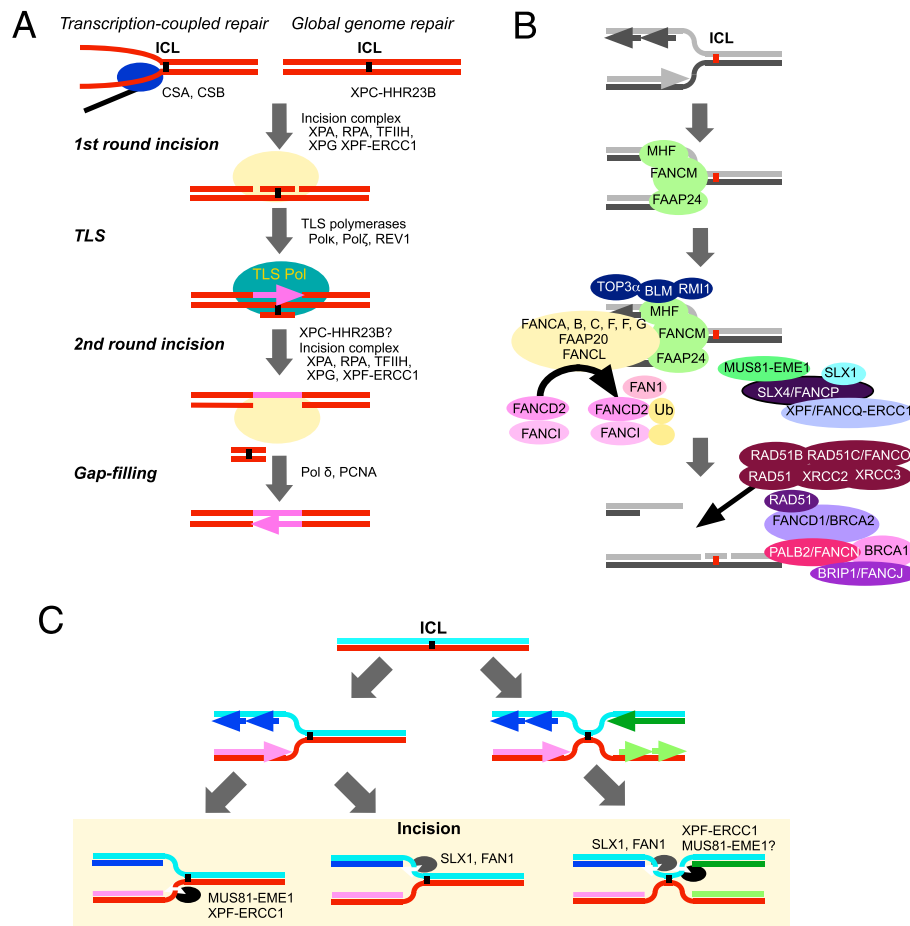 A
Transcription-coupled repair
Global genome repair
ICL
ICL
CSA, CSB
XPC-HHR23B
Incision complex
XPA, RPA, TFIIH,
XPG XPF-ERCC1
1st round incision
TLS polymerases
Polκ, Polζ, REV1
TLS
TLS Pol
XPC-HHR23B?
Incision complex
XPA, RPA, TFIIH,
XPG, XPF-ERCC1
2nd round incision
Gap-filling
Pol δ, PCNA
B
ICL
MHF
FANCM
FAAP24
TOP3α
BLM
RMI1
MHF
FANCA, B, C, F, F, G
FAAP20
FANCL
FANCM
FAAP24
MUS81-EME1
SLX1
SLX4/FANCP
XPF/FANCQ-ERCC1
FAN1
FANCD2
FANCD2
Ub
FANCI
FANCI
RAD51B
RAD51C/FANCO
RAD51
XRCC2
XRCC3
RAD51
FANCD1/BRCA2
PALB2/FANCN
BRCA1
BRIP1/FANCJ
C
ICL
Incision
MUS81-EME1
XPF-ERCC1
SLX1, FAN1
SLX1, FAN1
XPF-ERCC1
MUS81-EME1?